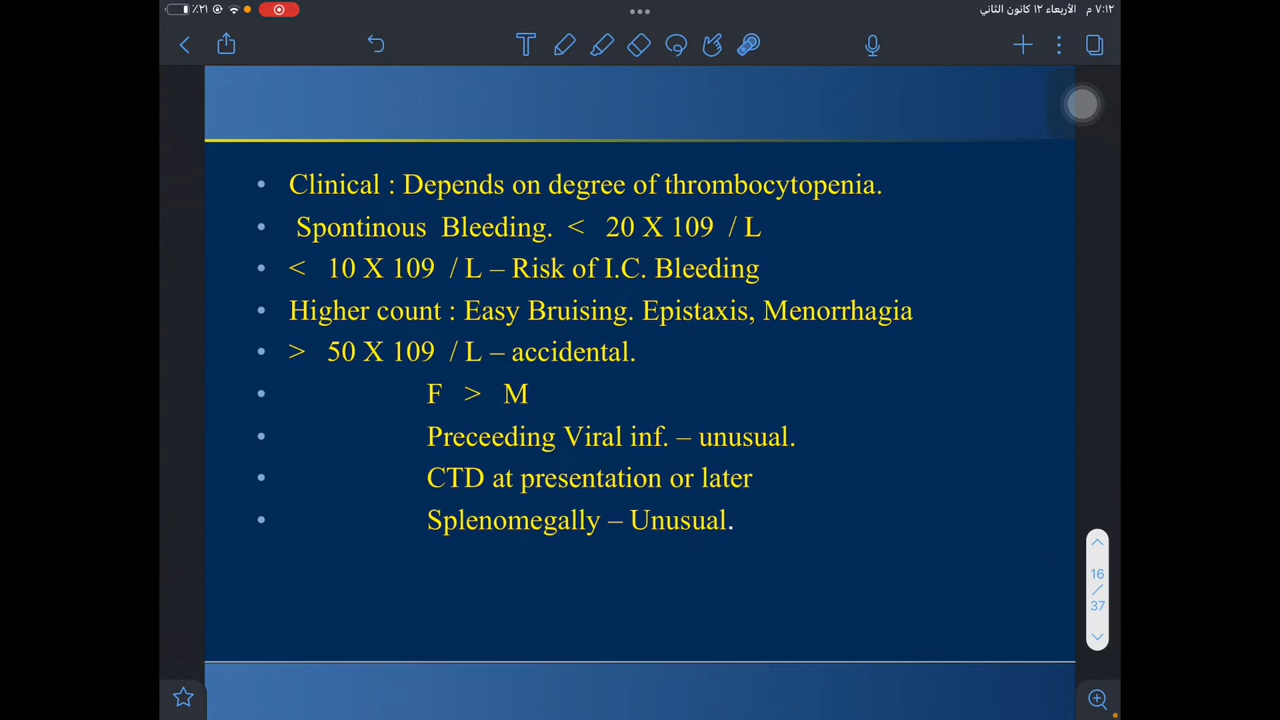 ٪٢١
٧:١٢ م الأربعاء ١٢ كانون الثاني
T
• Clinical : Depends on degree of thrombocytopenia.
• Spontinous Bleeding. < 20 X 109 / L
• < 10 X 109 / L – Risk of I.C. Bleeding
• Higher count : Easy Bruising. Epistaxis, Menorrhagia
• > 50 X 109 / L – accidental.
• F > M
• Preceeding Viral inf. – unusual.
• CTD at presentation or later
• Splenomegally – Unusual.
16
/
37